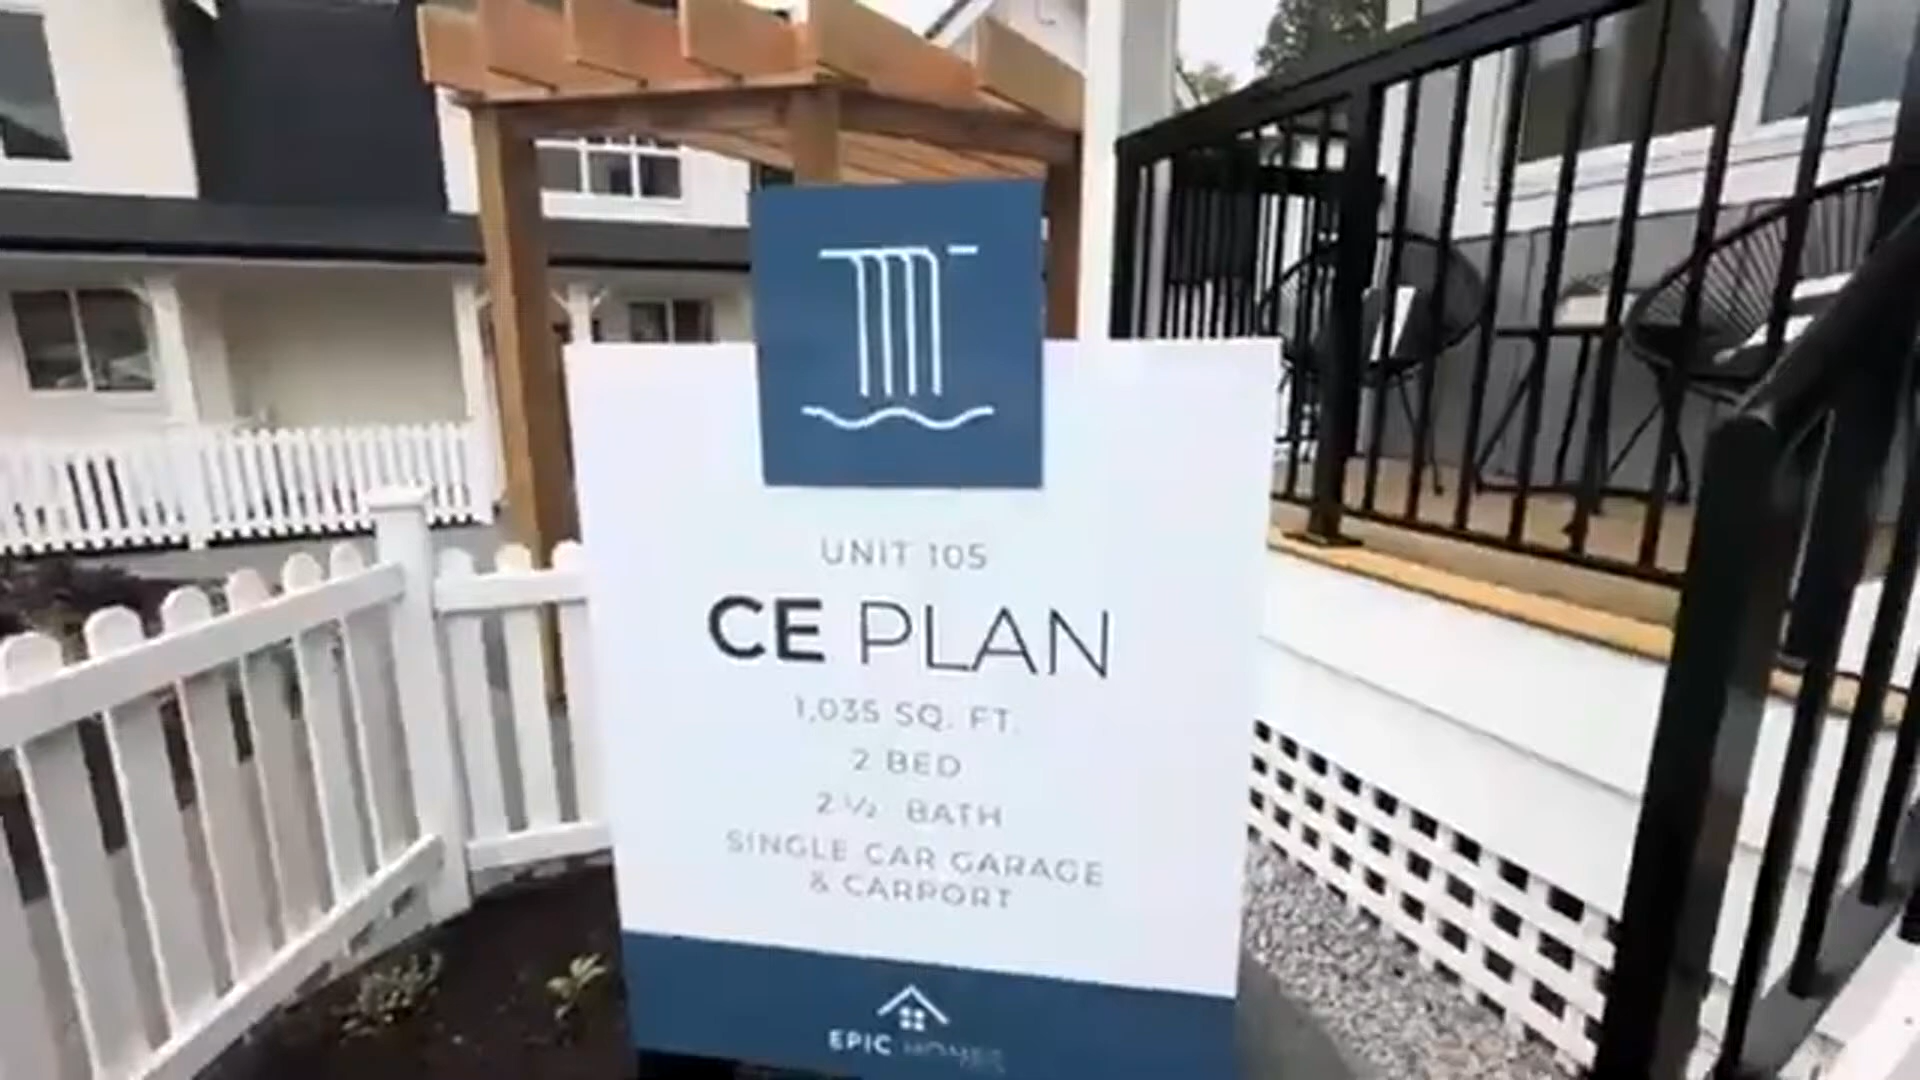 UNIT 105
CE PLAN
1,035 SQ. FT.
2 BED
2 ½ BATH
SINGLE CAR GARAGE
& CARPORT
EPIC HOMES